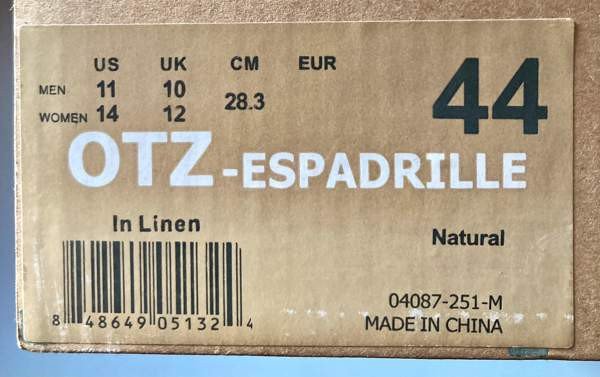 US UK CM EUR
MEN 11 10 28.3 44
WOMEN 14 12
OTZ-ESPADRILLE
In Linen
Natural
8 48649 05132 4
04087-251-M
MADE IN CHINA